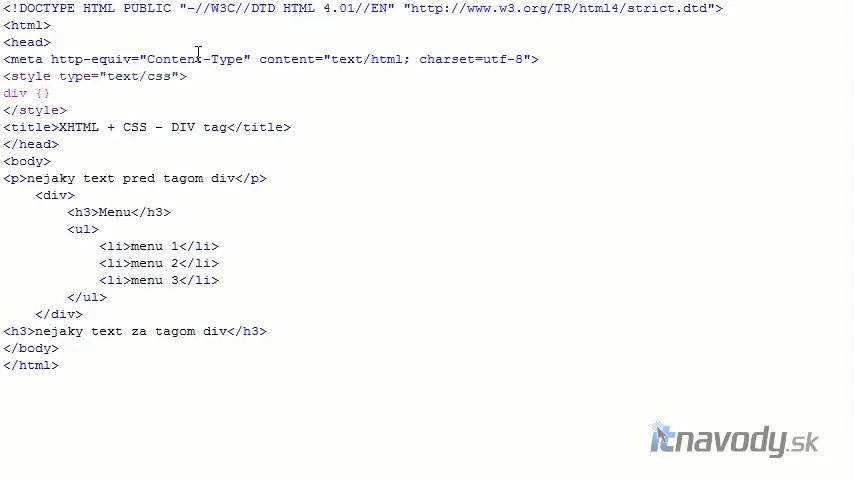 <!DOCTYPE HTML PUBLIC "-//W3C//DTD HTML 4.01//EN" "http://www.w3.org/TR/html4/strict.dtd">
<html>
<head>
<meta http-equiv="Content-Type" content="text/html; charset=utf-8">
<style type="text/css">
div {}
</style>
<title>XHTML + CSS - DIV tag</title>
</head>
<body>
<p>nejaky text pred tagom div</p>
    <div>
        <h3>Menu</h3>
        <ul>
            <li>menu 1</li>
            <li>menu 2</li>
            <li>menu 3</li>
        </ul>
    </div>
<h3>nejaky text za tagom div</h3>
</body>
</html>
itnavody.sk